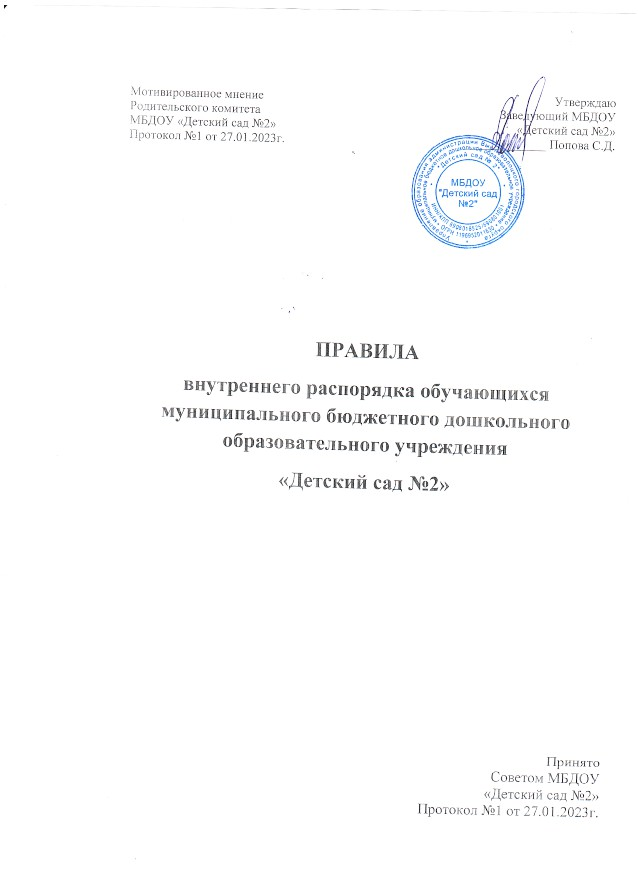 Мотивированное мнение
Родительского комитета
МБДОУ «Детский сад №2»
Протокол №1 от 27.01.2023г.
Утверждаю
Заведующий МБДОУ
«Детский сад №2»
Попова С.Д.
МБДОУ
"Детский сад
№2"
ПРАВИЛА
внутреннего распорядка обучающихся
муниципального бюджетного дошкольного
образовательного учреждения
«Детский сад №2»
Принято
Советом МБДОУ
«Детский сад №2»
Протокол №1 от 27.01.2023г.